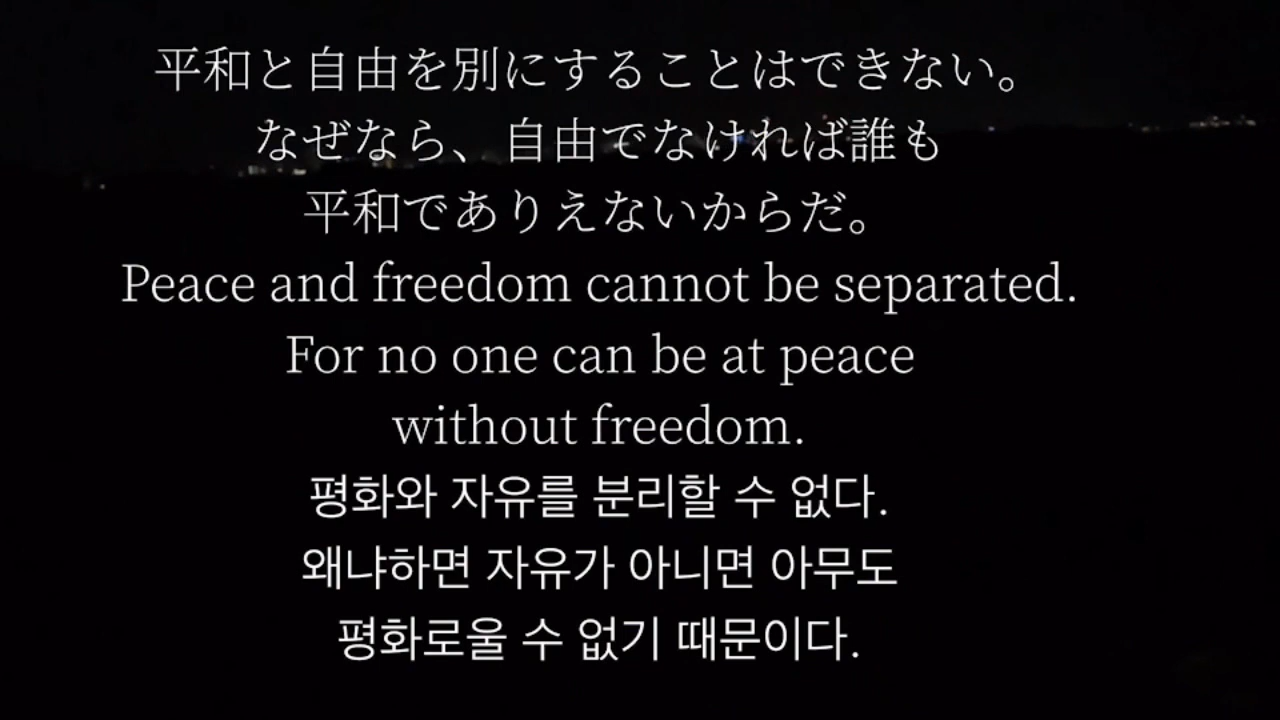 平和と自由を別にすることはできない。
なぜなら、自由でなければ誰も
平和でありえないからだ。
Peace and freedom cannot be separated.
For no one can be at peace
without freedom.
평화와 자유를 분리할 수 없다.
왜냐하면 자유가 아니면 아무도
평화로울 수 없기 때문이다.